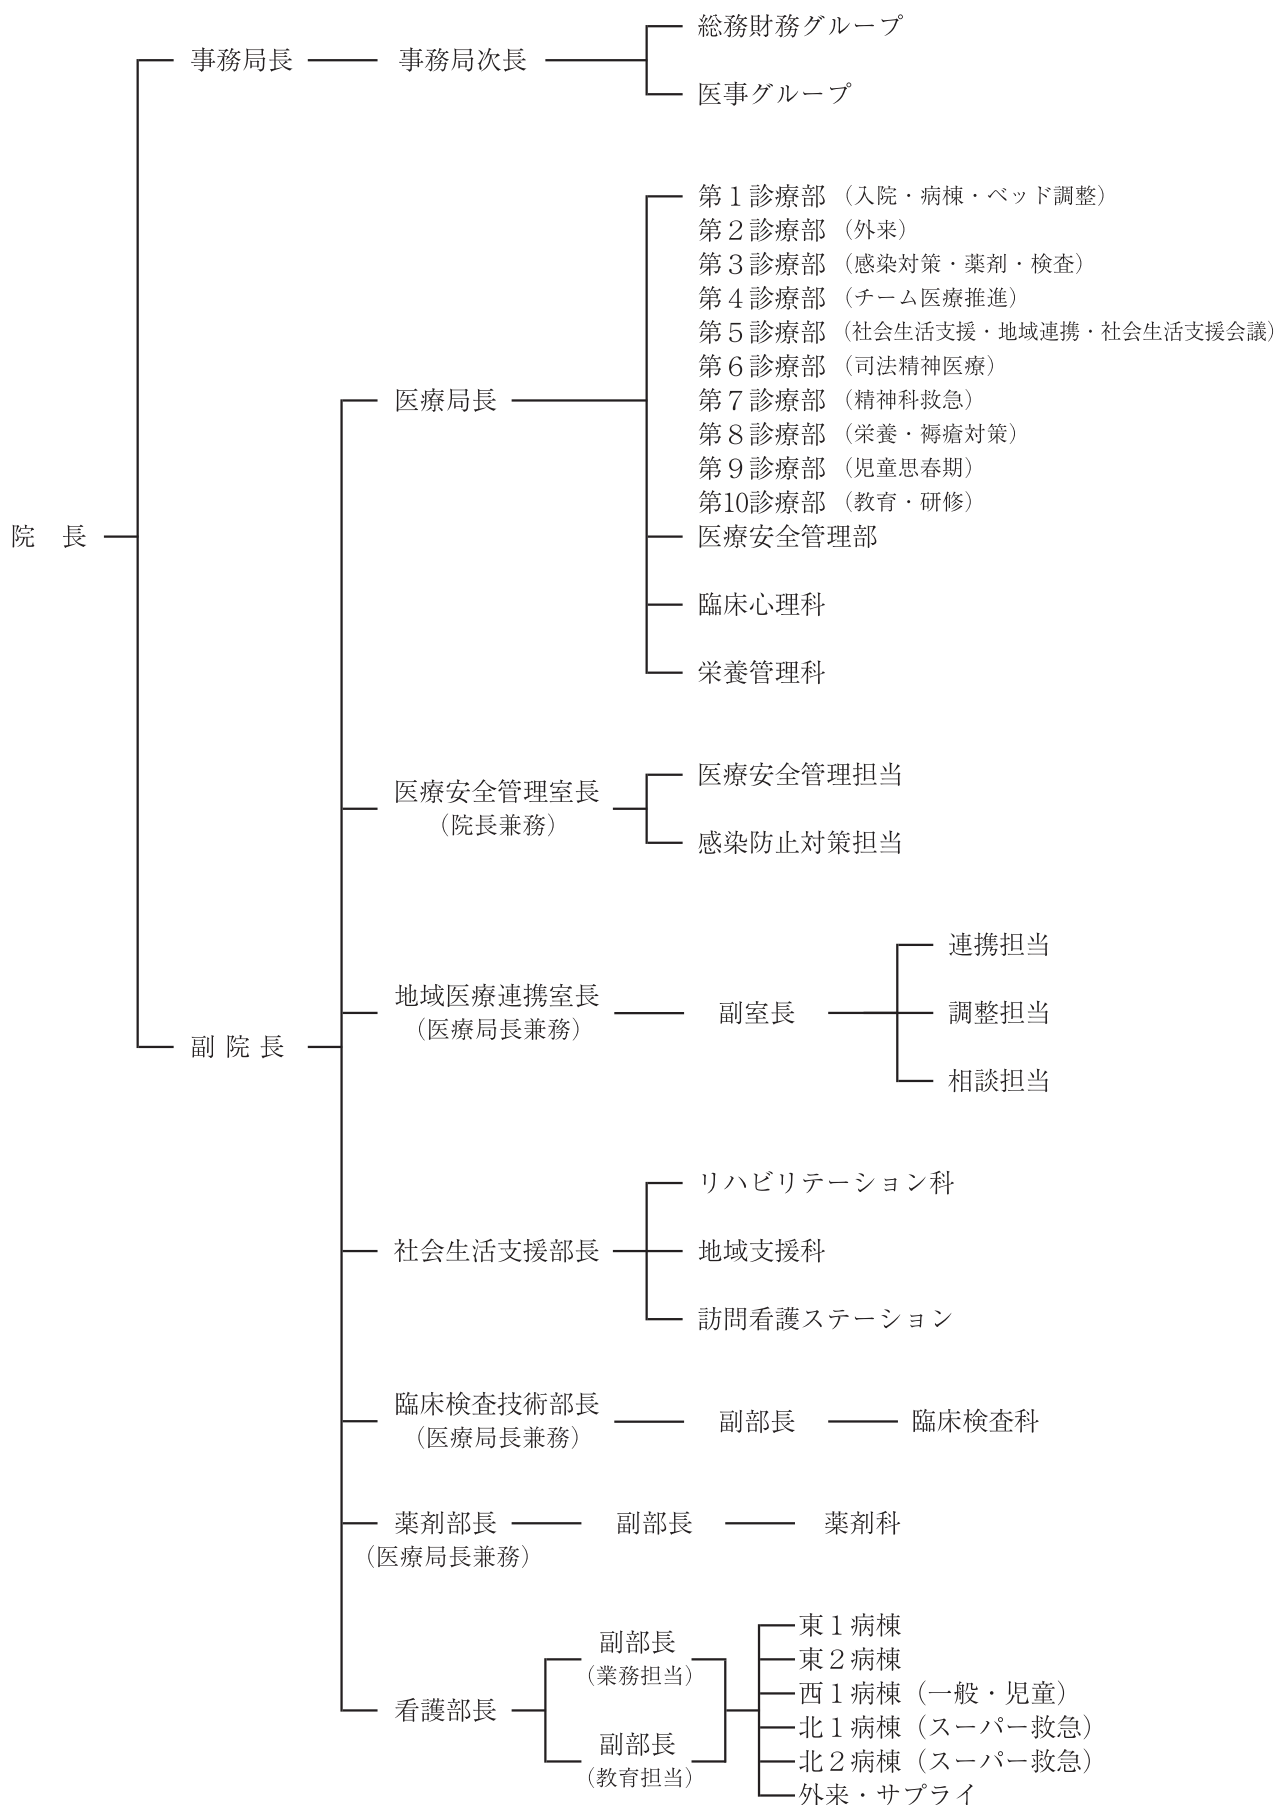 院　長
事務局長
事務局次長
総務財務グループ
医事グループ
副 院 長
医療局長
第１診療部（入院・病棟・ベッド調整）
第２診療部（外来）
第３診療部（感染対策・薬剤・検査）
第４診療部（チーム医療推進）
第５診療部（社会生活支援・地域連携・社会生活支援会議）
第６診療部（司法精神医療）
第７診療部（精神科救急）
第８診療部（栄養・褥瘡対策）
第９診療部（児童思春期）
第10診療部（教育・研修）
医療安全管理部
臨床心理科
栄養管理科
医療安全管理室長
（院長兼務）
医療安全管理担当
感染防止対策担当
地域医療連携室長
（医療局長兼務）
副室長
連携担当
調整担当
相談担当
社会生活支援部長
リハビリテーション科
地域支援科
訪問看護ステーション
臨床検査技術部長
（医療局長兼務）
副部長
臨床検査科
薬剤部長
（医療局長兼務）
副部長
薬剤科
看護部長
副部長
（業務担当）
副部長
（教育担当）
東１病棟
東２病棟
西１病棟（一般・児童）
北１病棟（スーパー救急）
北２病棟（スーパー救急）
外来・サプライ